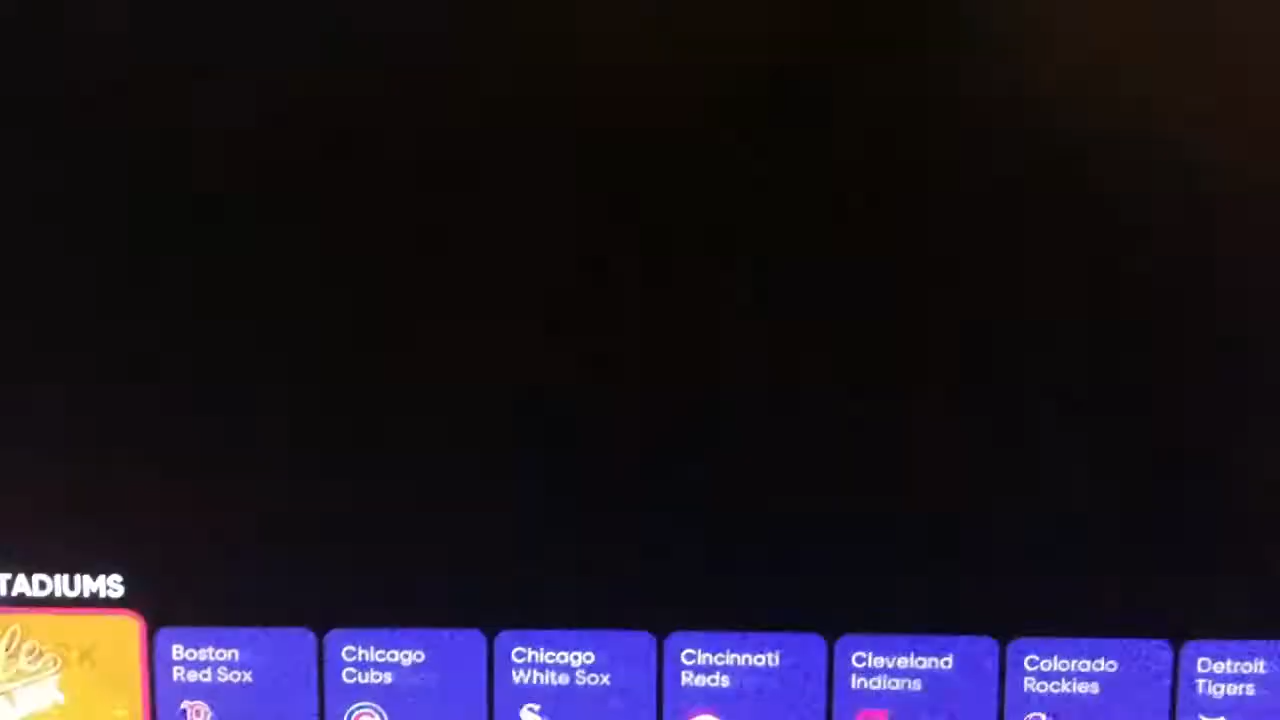 TADIUMS
Boston
Red Sox
Chicago
Cubs
Chicago
White Sox
Cincinnati
Reds
Cleveland
Indians
Colorado
Rockies
Detroit
Tigers